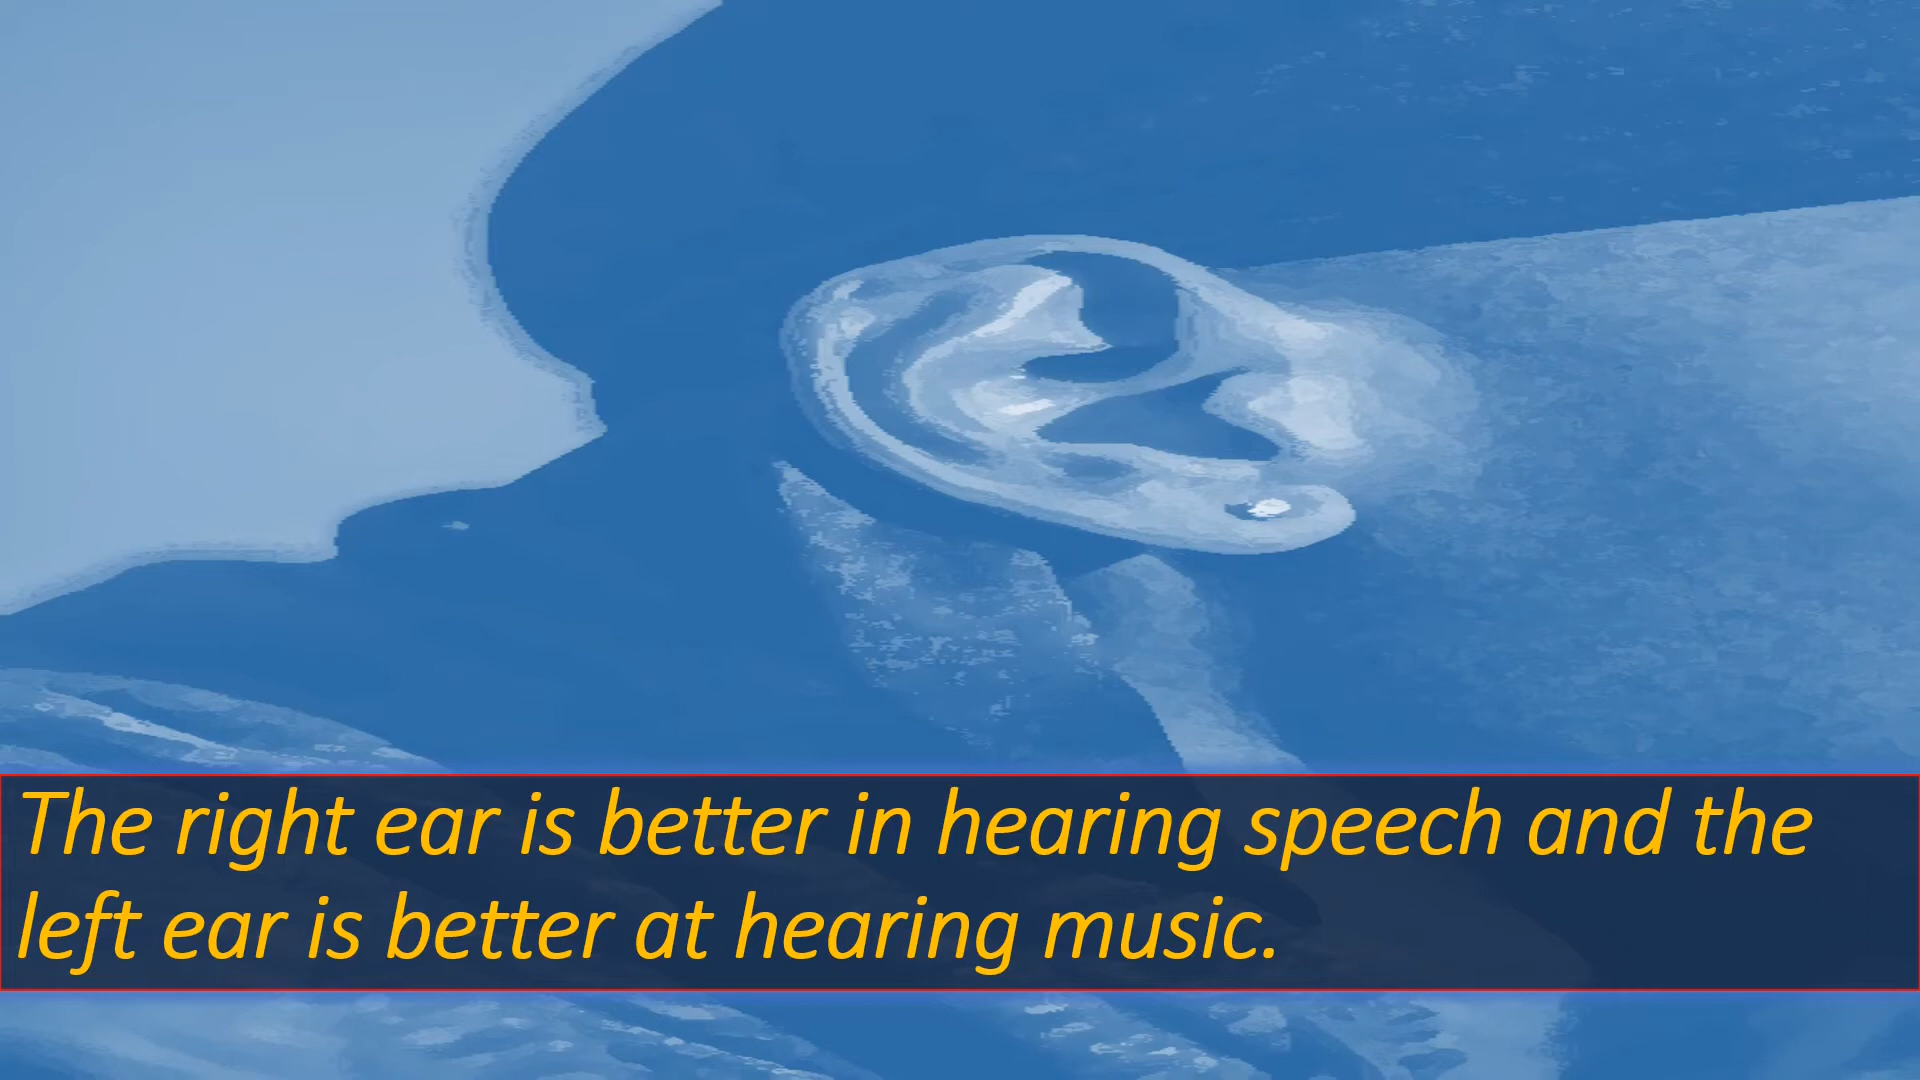 The right ear is better in hearing speech and the
left ear is better at hearing music.